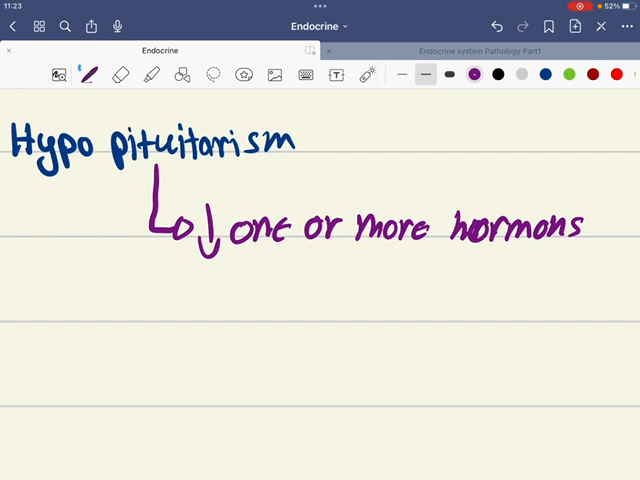 11:23
52%
Endocrine
Endocrine
Endocrine system Pathology Part1
Hypo pituitarism
↓ one or more hormons